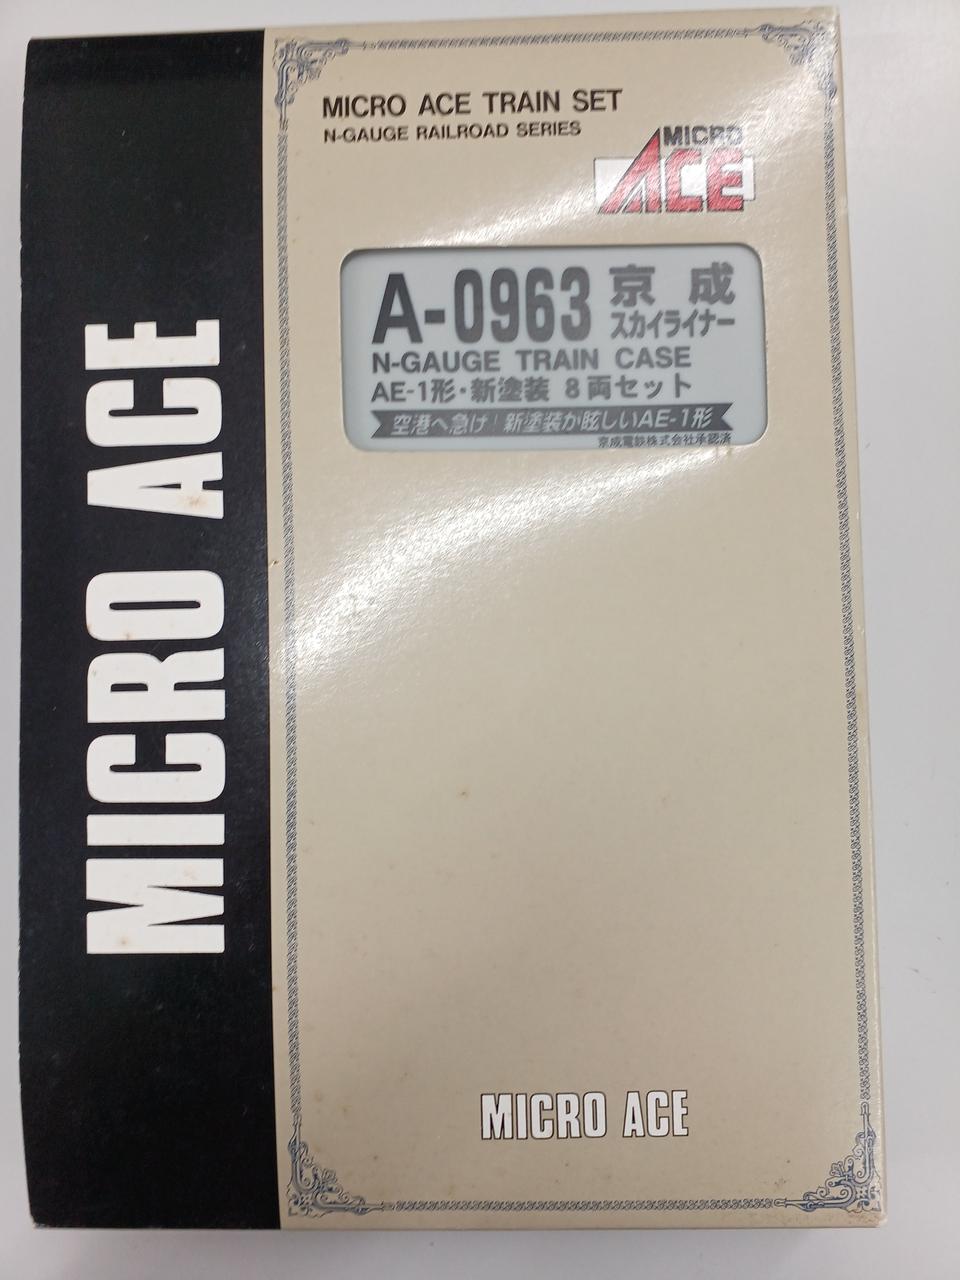 MICRO ACE
MICRO ACE TRAIN SET
N-GAUGE RAILROAD SERIES
MICRO
ACE
A-0963 京成
スカイライナー
N-GAUGE TRAIN CASE
AE-1形・新塗装 8両セット
空港へ急げ!新塗装が眩しいAE-1形
京成電鉄株式会社承認済
MICRO ACE